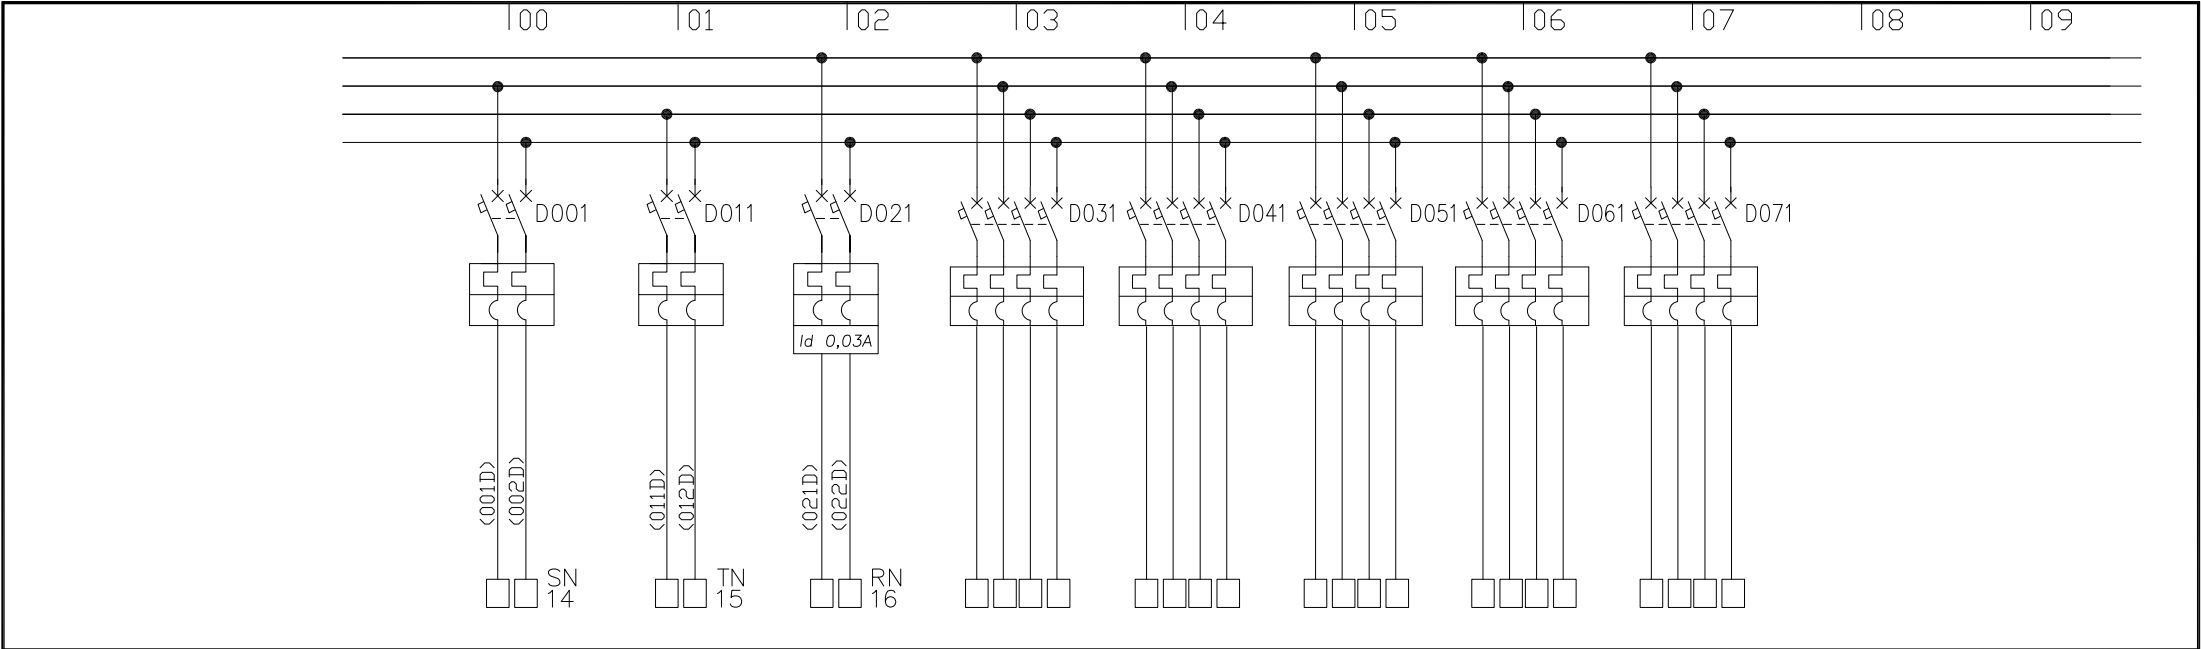 00 01 02 03 04 05 06 07 08 09
D001 D011 D021 D031 D041 D051 D061 D071
Id 0,03A
(001D) (002D) (011D) (012D) (021D) (022D)
SN TN RN
14 15 16